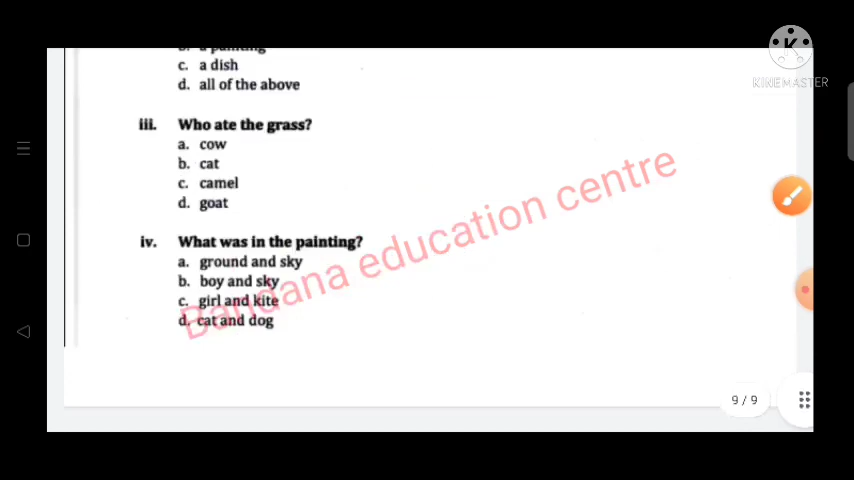 b. a painting
c. a dish
d. all of the above
iii. Who ate the grass?
a. cow
b. cat
c. camel
d. goat
iv. What was in the painting?
a. ground and sky
b. boy and sky
c. girl and kite
d. cat and dog
Bandana education centre
9 / 9
K
KINEMASTER